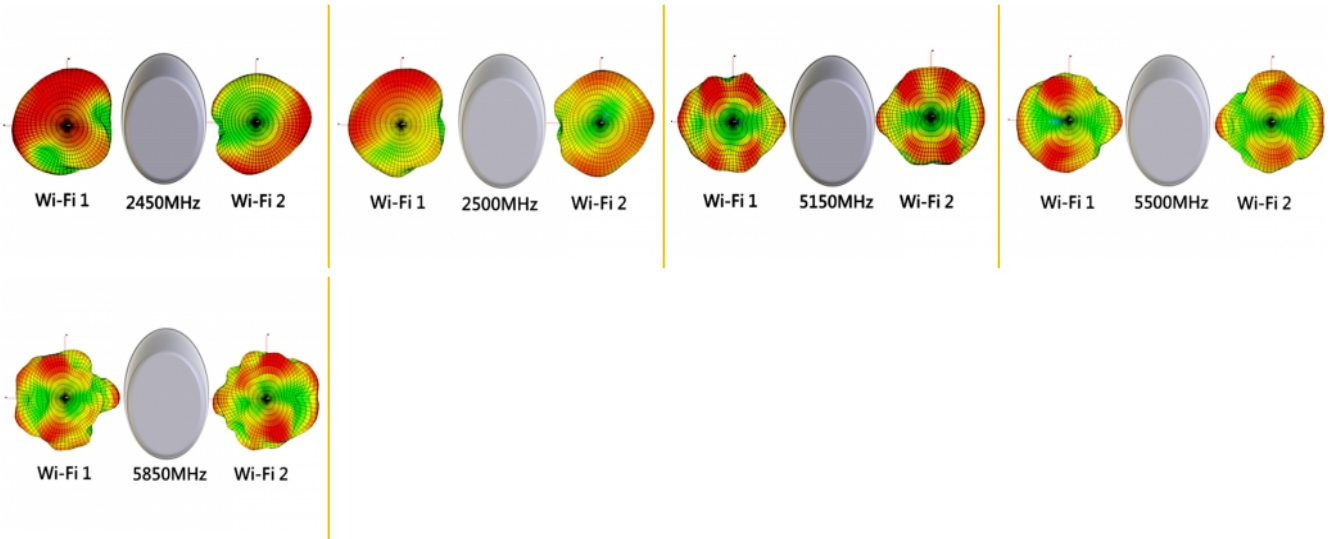 Wi-Fi 1 2450MHz Wi-Fi 2
Wi-Fi 1 2500MHz Wi-Fi 2
Wi-Fi 1 5150MHz Wi-Fi 2
Wi-Fi 1 5500MHz Wi-Fi 2
Wi-Fi 1 5850MHz Wi-Fi 2